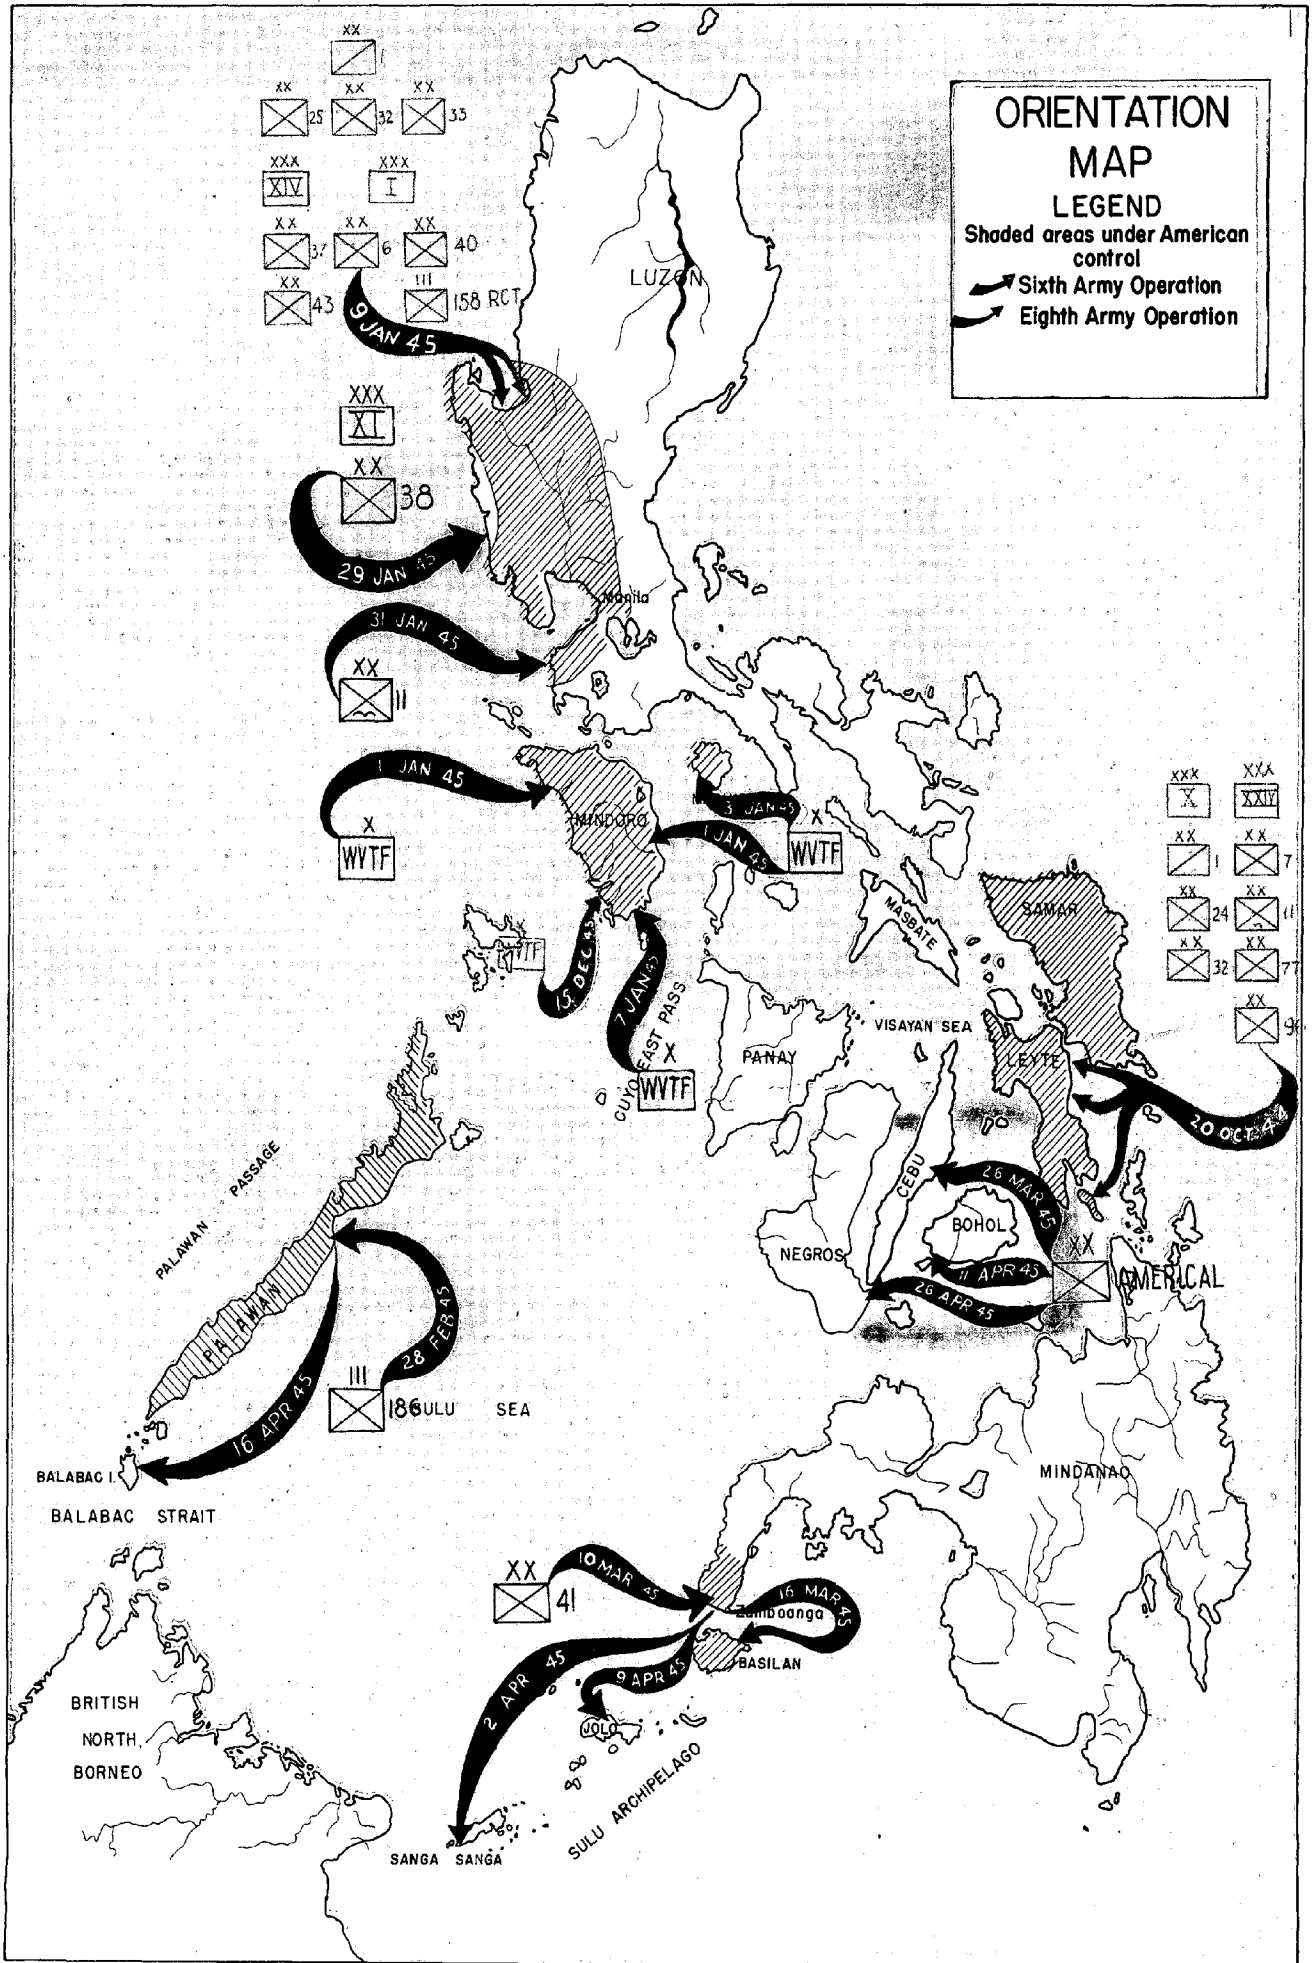 ORIENTATION
MAP
LEGEND
Shaded areas under American
control
Sixth Army Operation
Eighth Army Operation
XX
1
XX XX XX
25 32 33
XXX XXX
XIV I
XX XX XX
37 6 40
XX III
43 158 RCT
9 JAN 45
LUZON
XXX
XI
XX
38
29 JAN 45
Manila
31 JAN 45
XX
11
1 JAN 45
X
WVTF
MINDORO
3 JAN 45
1 JAN 45
X
WVTF
15 DEC
7 JAN 45
X
WVTF
CUYO EAST PASS.
MASBATE
SAMAR
XXX XXX
X XXIV
XX XX
1 7
XX XX
24 11
XX XX
32 77
XX
20 OCT 44
VISAYAN SEA
PANAY
LEYTE
CEBU
26 MAR 45
BOHOL
NEGROS
11 APR 45
26 APR 45
XX
AMERICAL
PALAWAN PASSAGE
PALAWAN
28 FEB 45
16 APR 45
III
186
SULU SEA
BALABAC I.
BALABAC STRAIT
MINDANAO
XX
41
10 MAR 45
16 MAR 45
Zamboanga
BASILAN
2 APR 45
9 APR 45
JOLO
SULU ARCHIPELAGO
SANGA SANGA
BRITISH
NORTH
BORNEO